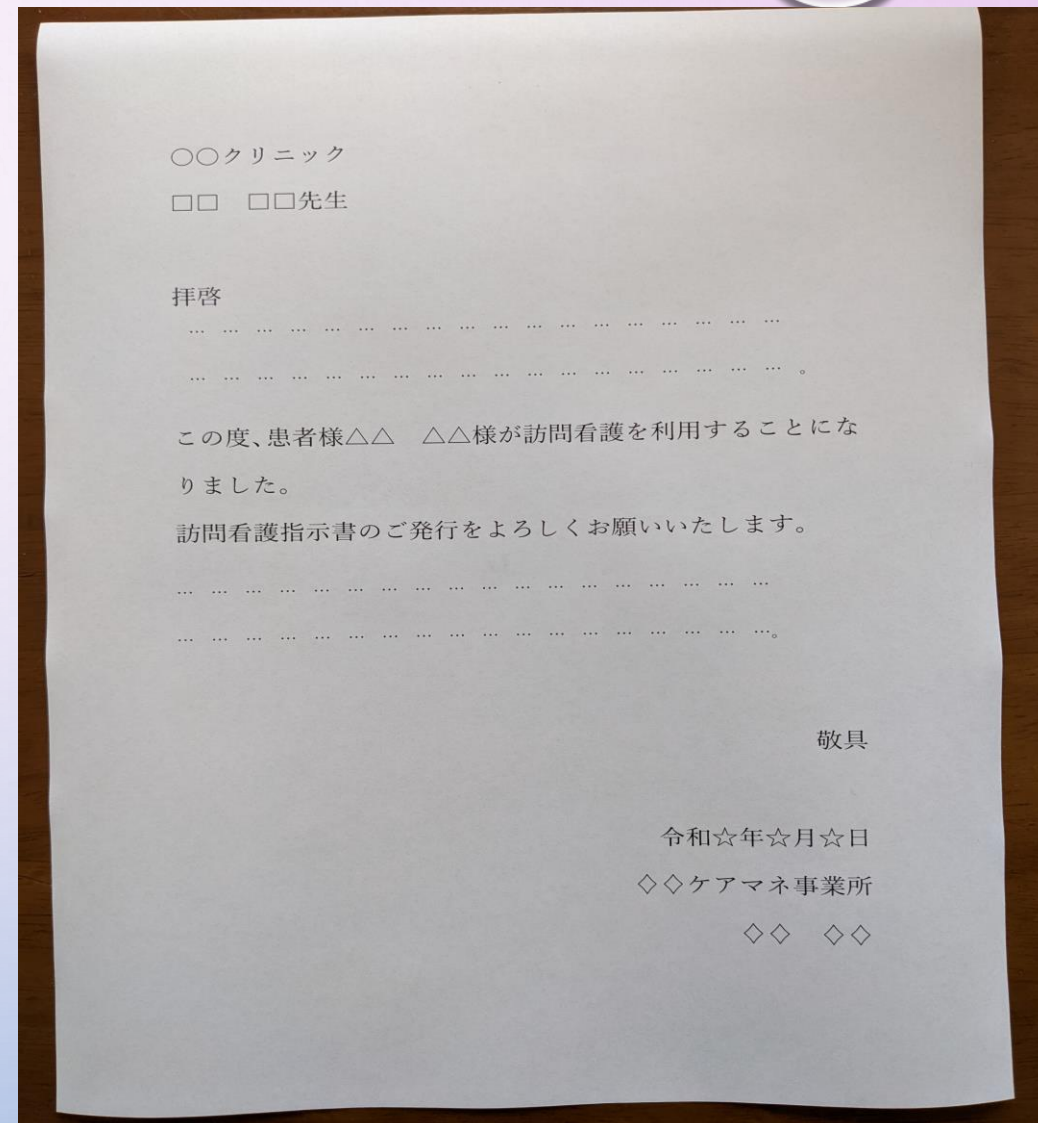 ○○クリニック
□□　□□先生
拝啓
… … … … … … … … … … … … … … … … … …
… … … … … … … … … … … … … … … … … … 。
この度、患者様△△　△△様が訪問看護を利用することにな
りました。
訪問看護指示書のご発行をよろしくお願いいたします。
… … … … … … … … … … … … … … … … … …
… … … … … … … … … … … … … … … … … …。
敬具
令和☆年☆月☆日
◇◇ケアマネ事業所
◇◇　◇◇